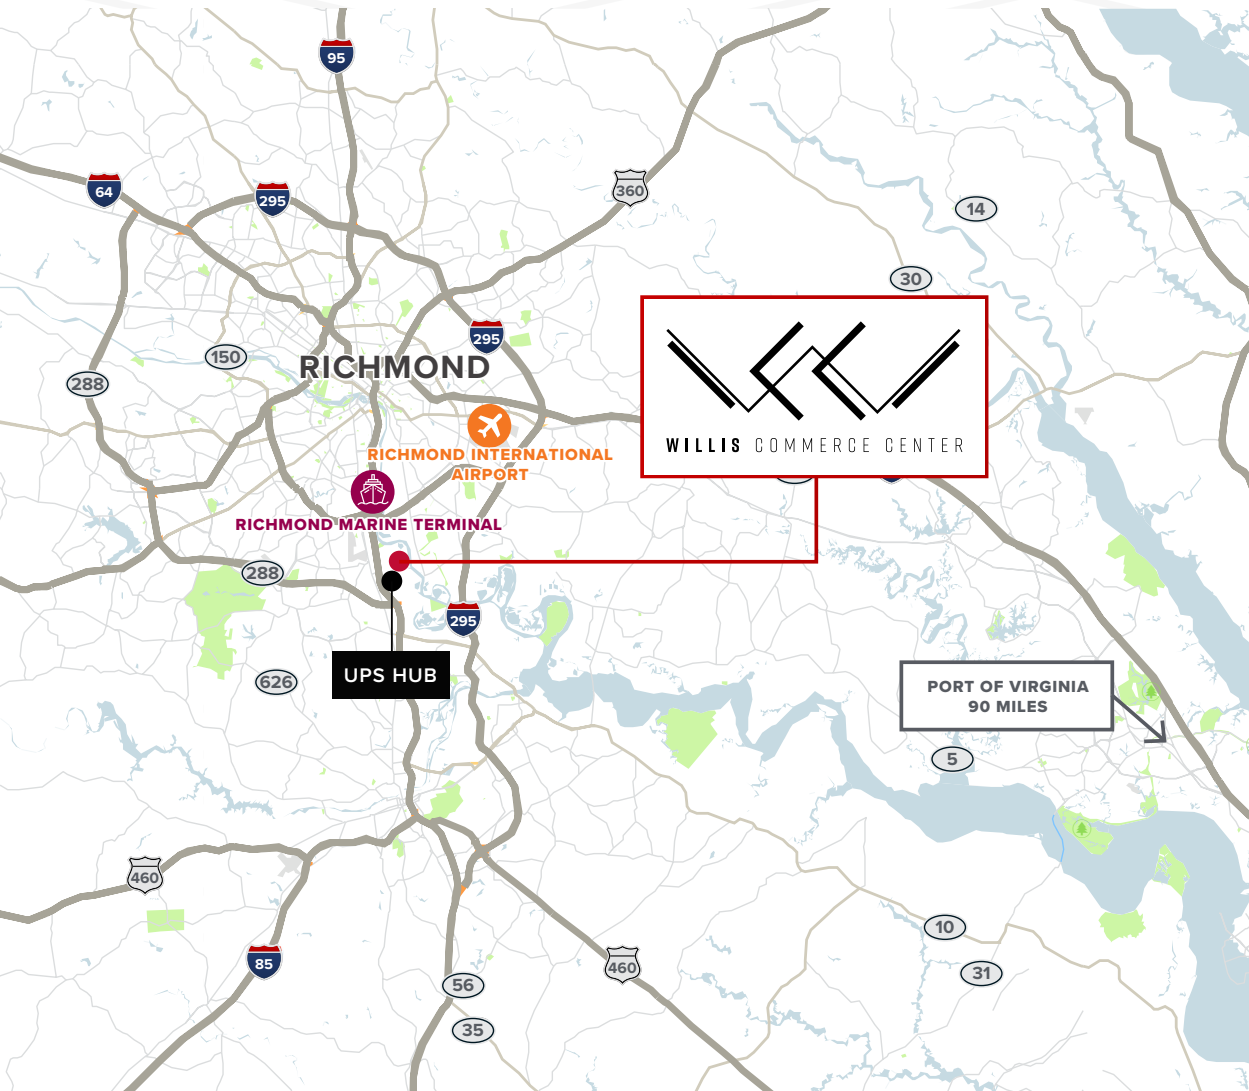 95
64
295
360
14
30
295
150
RICHMOND
288
WILLIS COMMERCE CENTER
RICHMOND INTERNATIONAL
AIRPORT
RICHMOND MARINE TERMINAL
288
295
UPS HUB
626
PORT OF VIRGINIA
90 MILES
5
460
10
85
460
31
56
35